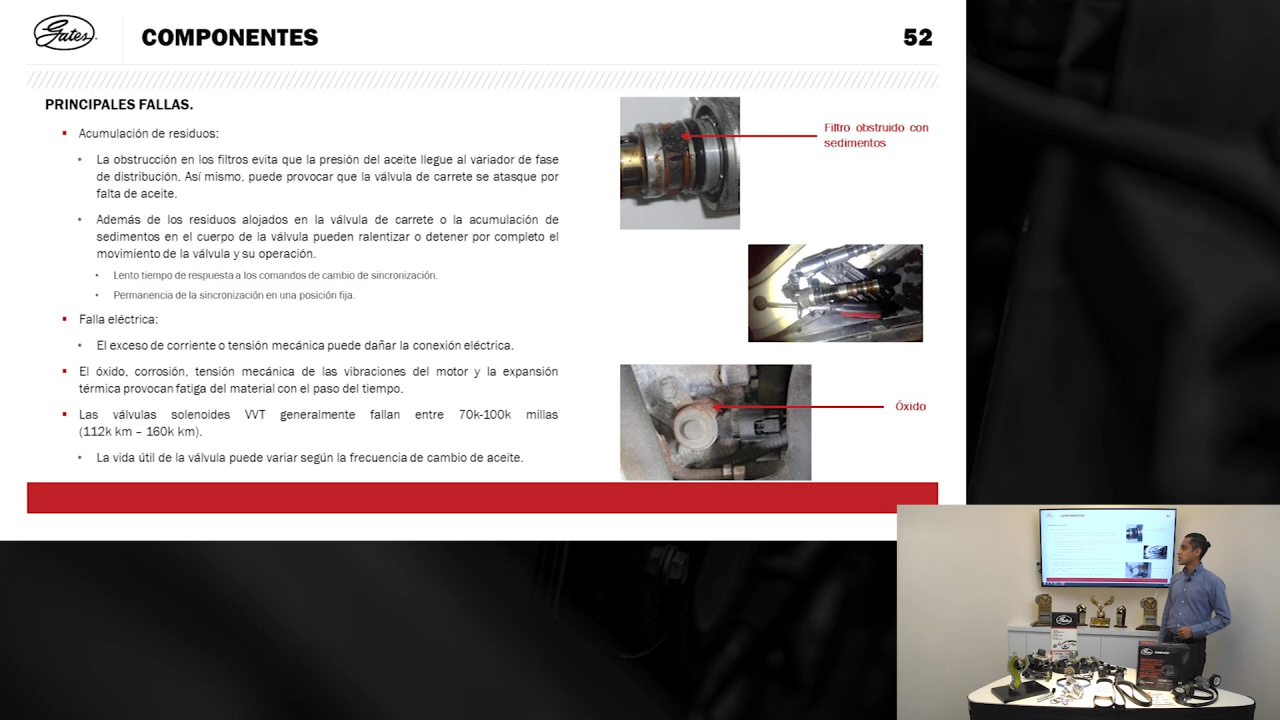 Gates
COMPONENTES
52
PRINCIPALES FALLAS.
Acumulación de residuos:
La obstrucción en los filtros evita que la presión del aceite llegue al variador de fase
de distribución. Así mismo, puede provocar que la válvula de carrete se atasque por
falta de aceite.
Además de los residuos alojados en la válvula de carrete o la acumulación de
sedimentos en el cuerpo de la válvula pueden ralentizar o detener por completo el
movimiento de la válvula y su operación.
Lento tiempo de respuesta a los comandos de cambio de sincronización.
Permanencia de la sincronización en una posición fija.
Falla eléctrica:
El exceso de corriente o tensión mecánica puede dañar la conexión eléctrica.
El óxido, corrosión, tensión mecánica de las vibraciones del motor y la expansión
térmica provocan fatiga del material con el paso del tiempo.
Las válvulas solenoides VVT generalmente fallan entre 70k-100k millas
(112k km – 160k km).
La vida útil de la válvula puede variar según la frecuencia de cambio de aceite.
Filtro obstruido con
sedimentos
Óxido
COMPONENTES
52
Gates
Gates